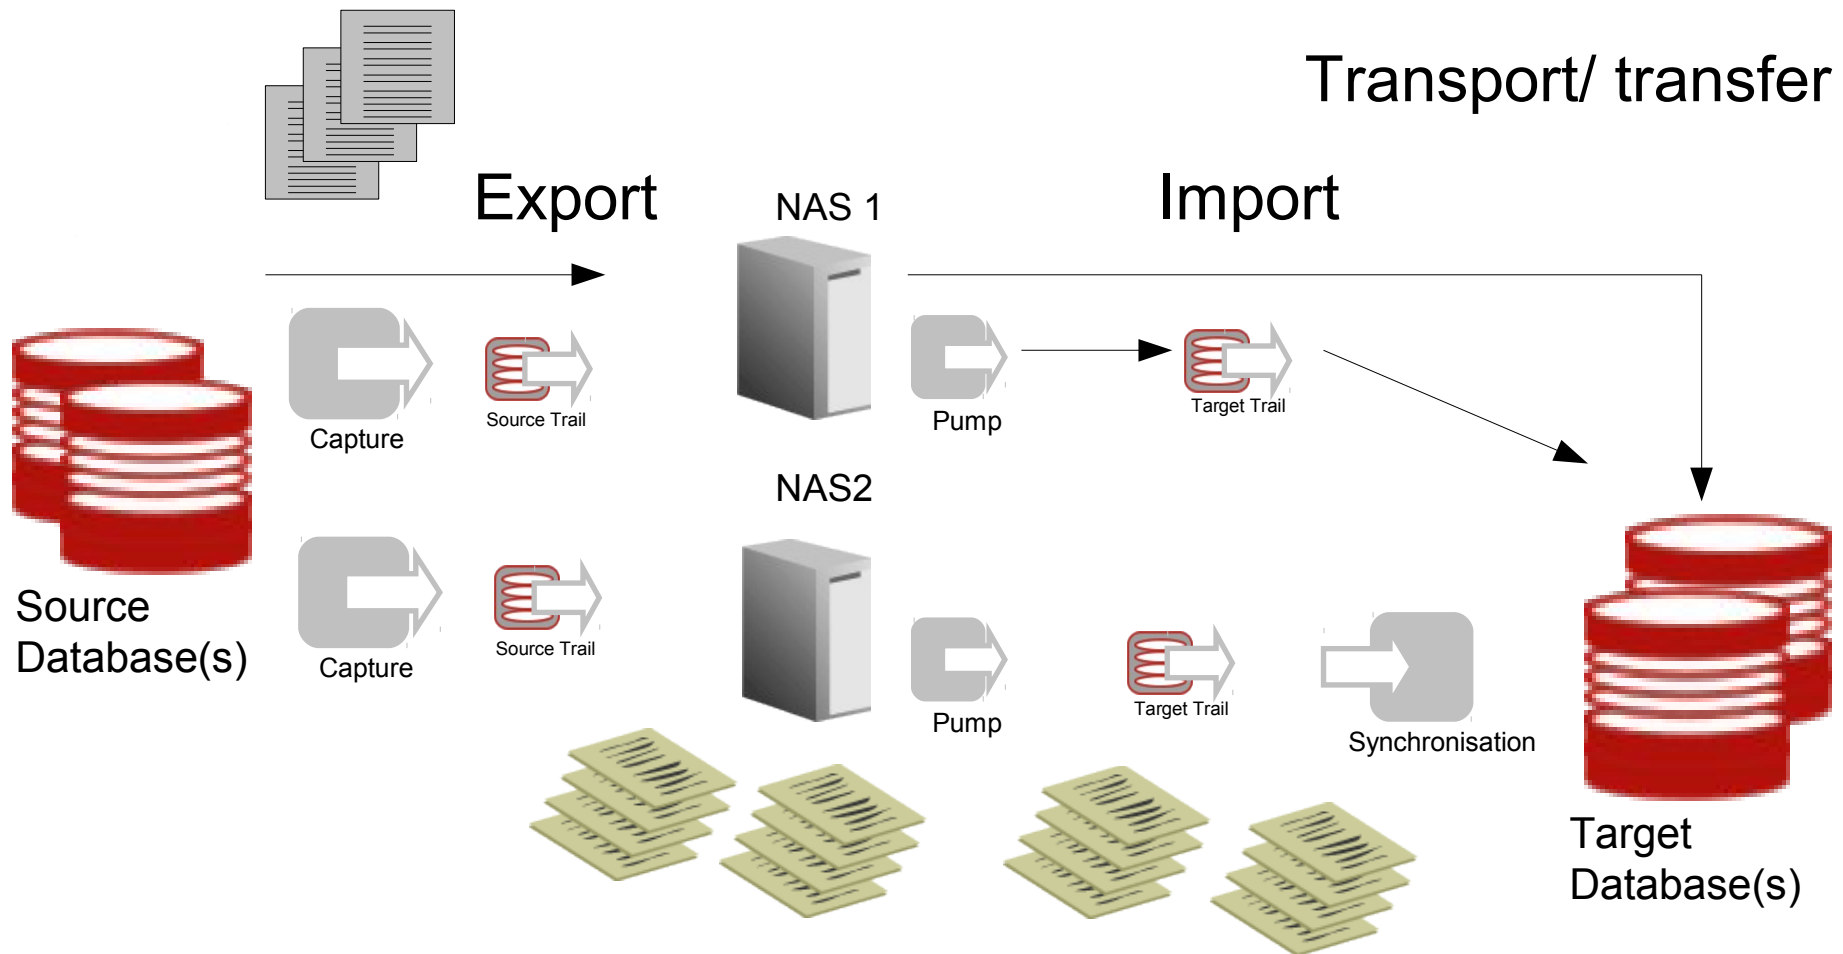 Transport/ transfer
Export
NAS 1
Import
Capture
Source Trail
Pump
Target Trail
NAS2
Source
Database(s)
Capture
Source Trail
Pump
Target Trail
Synchronisation
Target
Database(s)